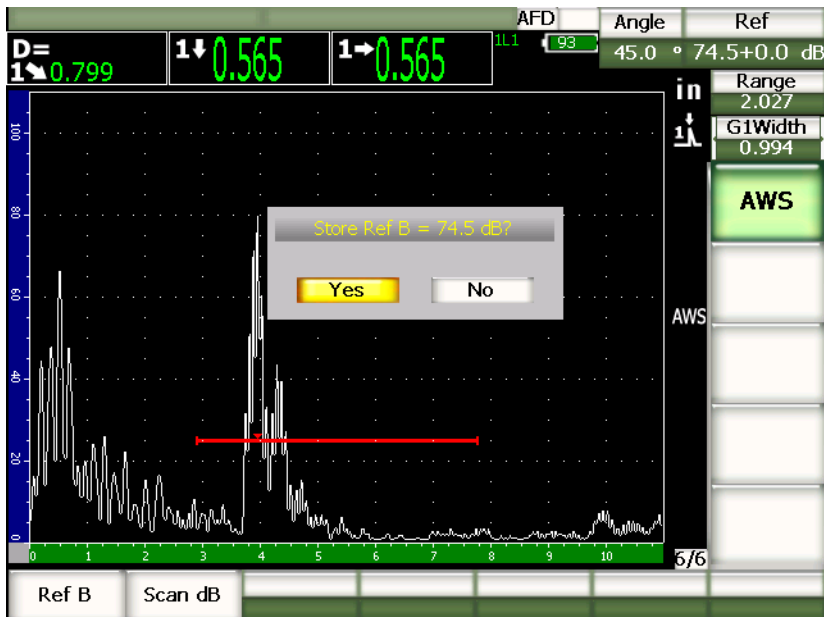 AFD
Angle
Ref
D=
1 0.799
1 0.565
1 0.565
1L1
93
45.0 °
74.5+0.0 dB
in
Range
2.027
1
G1Width
0.994
AWS
100
80
60
40
20
0
Store Ref B = 74.5 dB?
Yes
No
AWS
0 1 2 3 4 5 6 7 8 9 10
6/6
Ref B
Scan dB